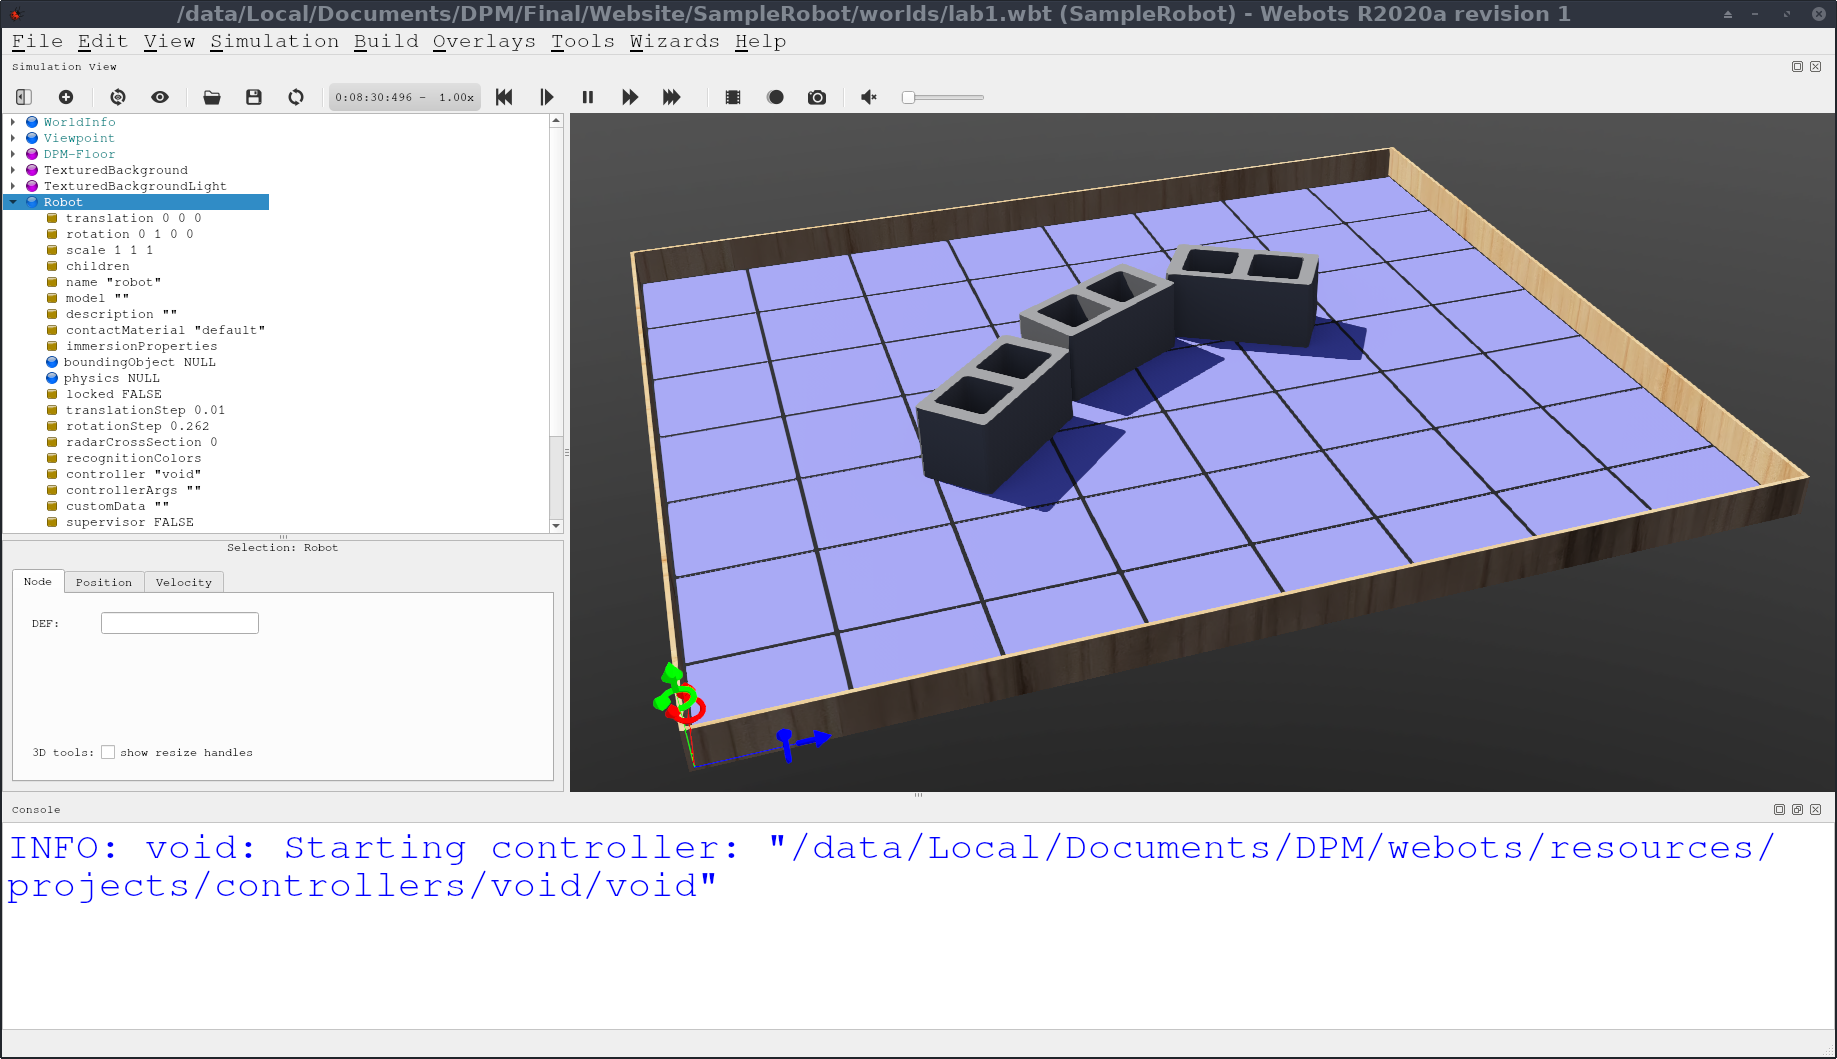 /data/Local/Documents/DPM/Final/Website/SampleRobot/worlds/lab1.wbt (SampleRobot) - Webots R2020a revision 1
File Edit View Simulation Build Overlays Tools Wizards Help
Simulation View
0:08:30:496 - 1.00x
WorldInfo
Viewpoint
DPM-Floor
TexturedBackground
TexturedBackgroundLight
Robot
translation 0 0 0
rotation 0 1 0 0
scale 1 1 1
children
name "robot"
model ""
description ""
contactMaterial "default"
immersionProperties
boundingObject NULL
physics NULL
locked FALSE
translationStep 0.01
rotationStep 0.262
radarCrossSection 0
recognitionColors
controller "void"
controllerArgs ""
customData ""
supervisor FALSE
Selection: Robot
Node Position Velocity
DEF:
3D tools: show resize handles
Console
INFO: void: Starting controller: "/data/Local/Documents/DPM/webots/resources/
projects/controllers/void/void"